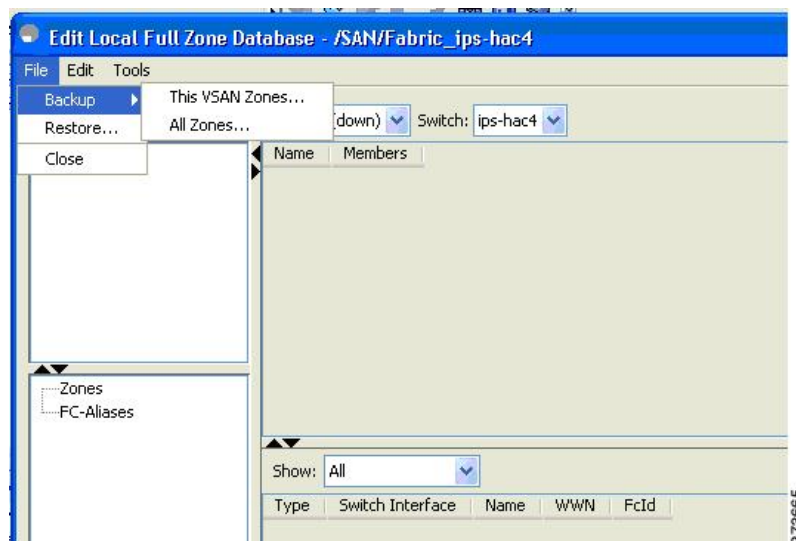 Edit Local Full Zone Database - /SAN/Fabric_ips-hac4
File Edit Tools
Backup This VSAN Zones...
Restore... All Zones...
Close
(down) Switch: ips-hac4
Name Members
Zones
FC-Aliases
Show: All
Type Switch Interface Name WWN FcId